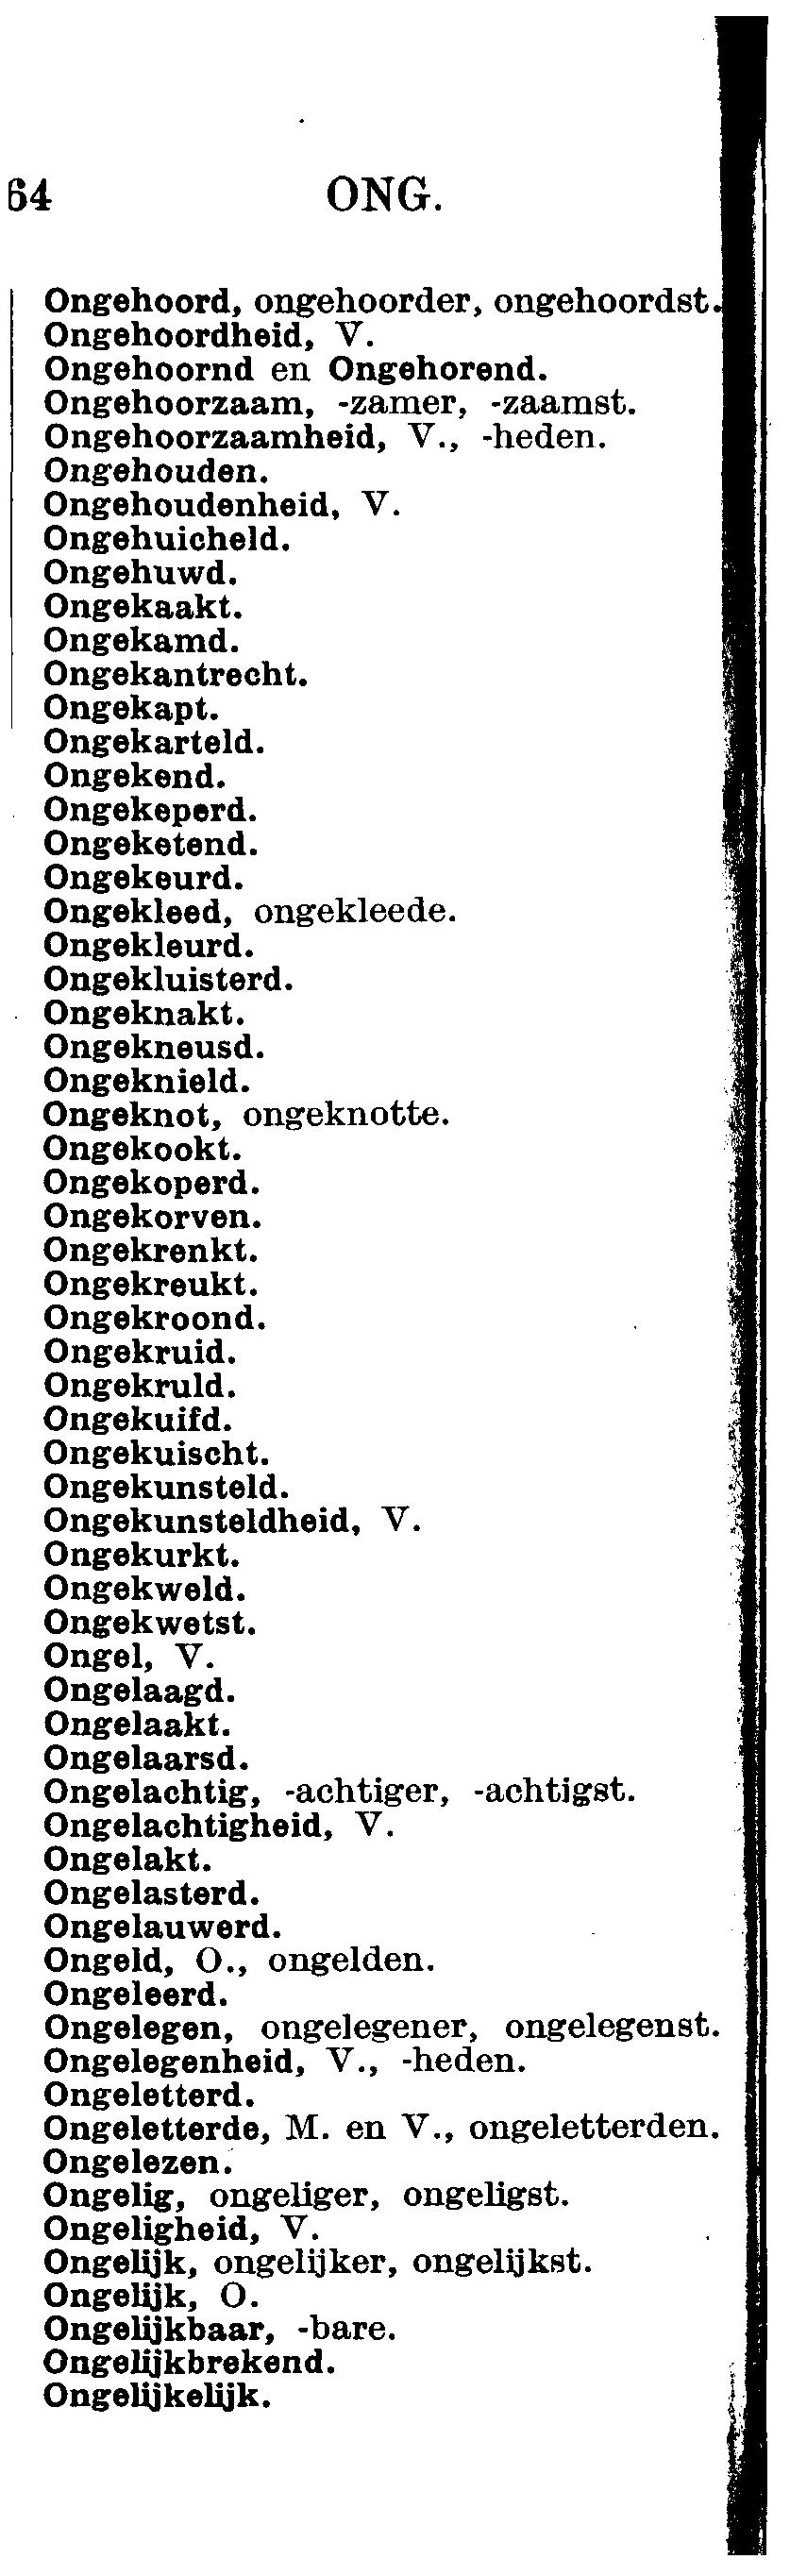 64 ONG.
Ongehoord, ongehoorder, ongehoordst.
Ongehoordheid, V.
Ongehoornd en Ongehorend.
Ongehoorzaam, -zamer, -zaamst.
Ongehoorzaamheid, V., -heden.
Ongehouden.
Ongehoudenheid, V.
Ongehuicheld.
Ongehuwd.
Ongekaakt.
Ongekamd.
Ongekantrecht.
Ongekapt.
Ongekarteld.
Ongekend.
Ongekeperd.
Ongeketend.
Ongekeurd.
Ongekleed, ongekleede.
Ongekleurd.
Ongekluisterd.
Ongeknakt.
Ongekneusd.
Ongeknield.
Ongeknot, ongeknotte.
Ongekookt.
Ongekoperd.
Ongekorven.
Ongekrenkt.
Ongekreukt.
Ongekroond.
Ongekruid.
Ongekruld.
Ongekuifd.
Ongekuischt.
Ongekunsteld.
Ongekunsteldheid, V.
Ongekurkt.
Ongekweld.
Ongekwetst.
Ongel, V.
Ongelaagd.
Ongelaakt.
Ongelaarsd.
Ongelachtig, -achtiger, -achtigst.
Ongelachtigheid, V.
Ongelakt.
Ongelasterd.
Ongelauwerd.
Ongeld, O., ongelden.
Ongeleerd.
Ongelegen, ongelegener, ongelegenst.
Ongelegenheid, V., -heden.
Ongeletterd.
Ongeletterde, M. en V., ongeletterden.
Ongelezen.
Ongelig, ongeliger, ongeligst.
Ongeligheid, V.
Ongelijk, ongelijker, ongelijkst.
Ongelijk, O.
Ongelijkbaar, -bare.
Ongelijkbrekend.
Ongelijkelijk.